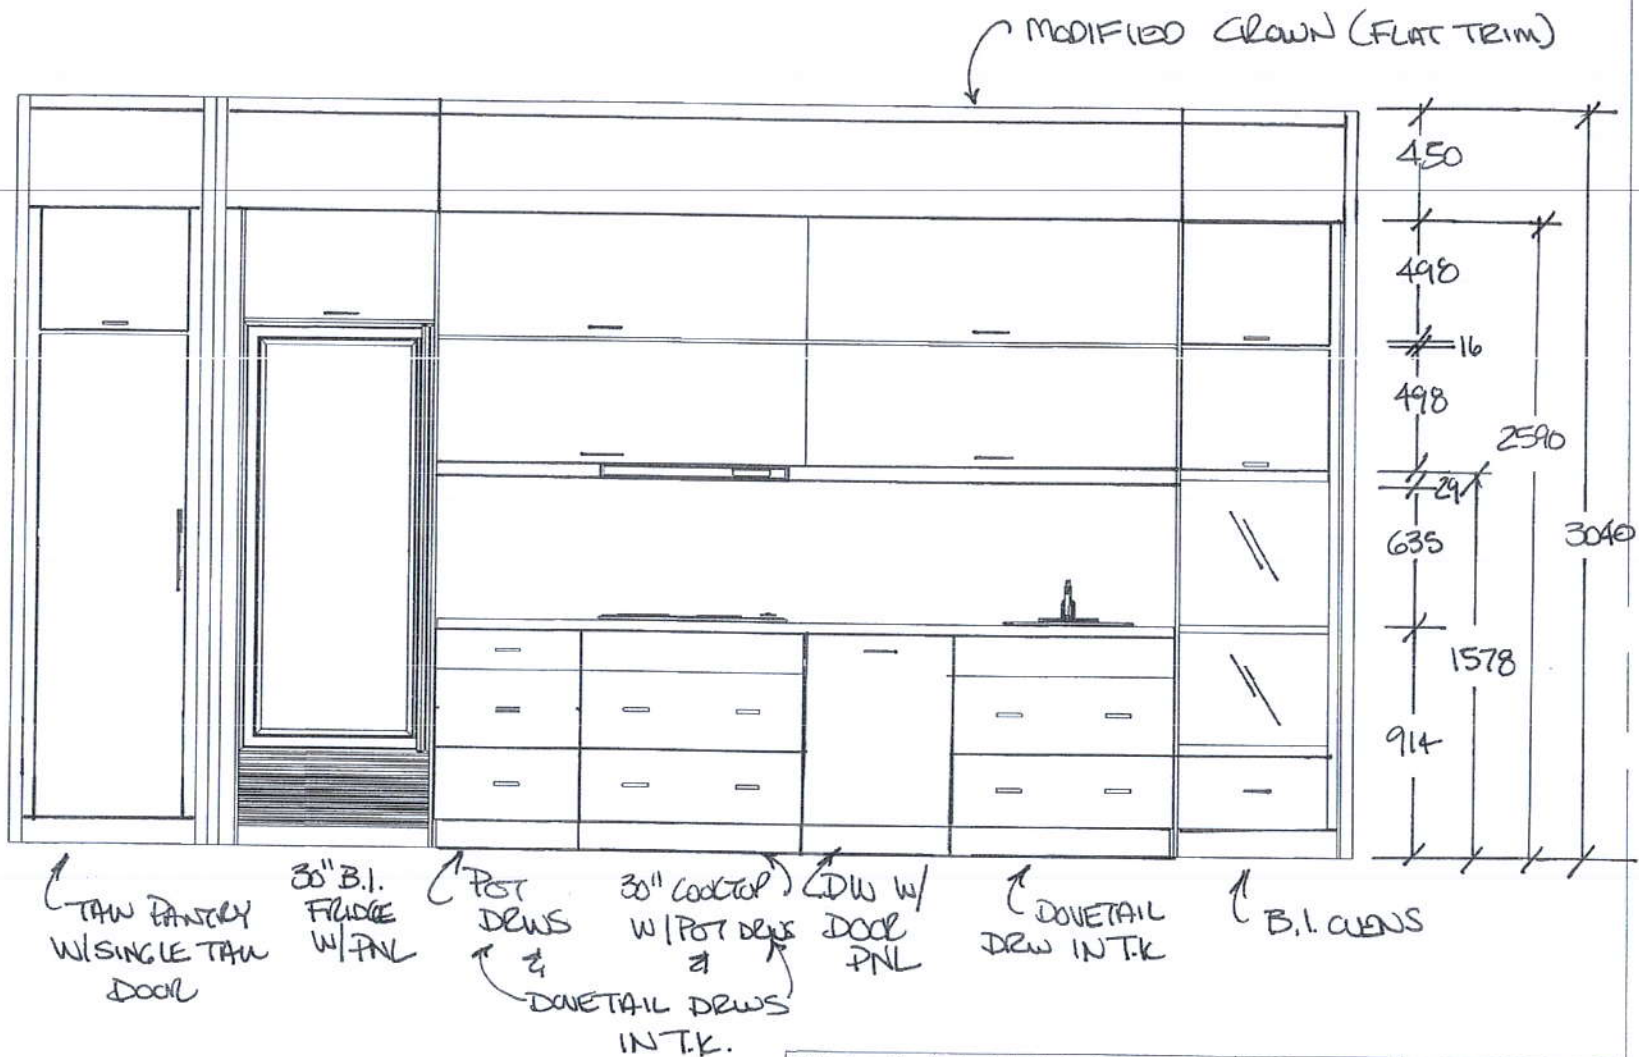 MODIFIED CROWN (FLAT TRIM)
450
498
16
498
2590
29
635
3040
1578
914
TALL PANTRY
W/SINGLE TALL
DOOR
30" B.I.
FRIDGE
W/PNL
POT
DRWS
&
30" COOKTOP
W/POT DRWS
&
DOVETAIL DRWS
IN T.K.
DW W/
DOOR
PNL
DOVETAIL
DRW IN T.K
B.I. OVENS